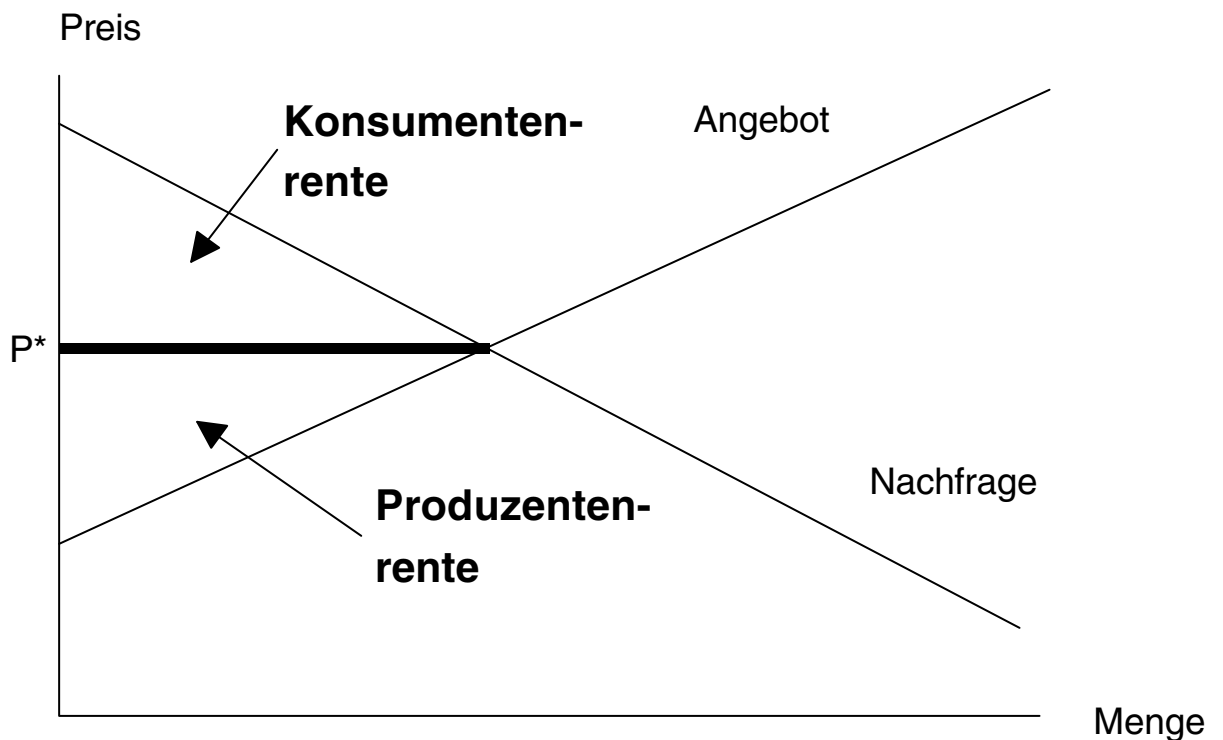 Preis
Konsumenten-
rente
Angebot
P*
Nachfrage
Produzenten-
rente
Menge